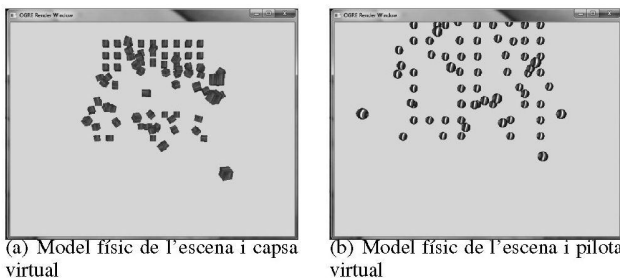 OGRE Render Window
OGRE Render Window
(a) Model físic de l'escena i capsa
virtual
(b) Model físic de l'escena i pilota
virtual